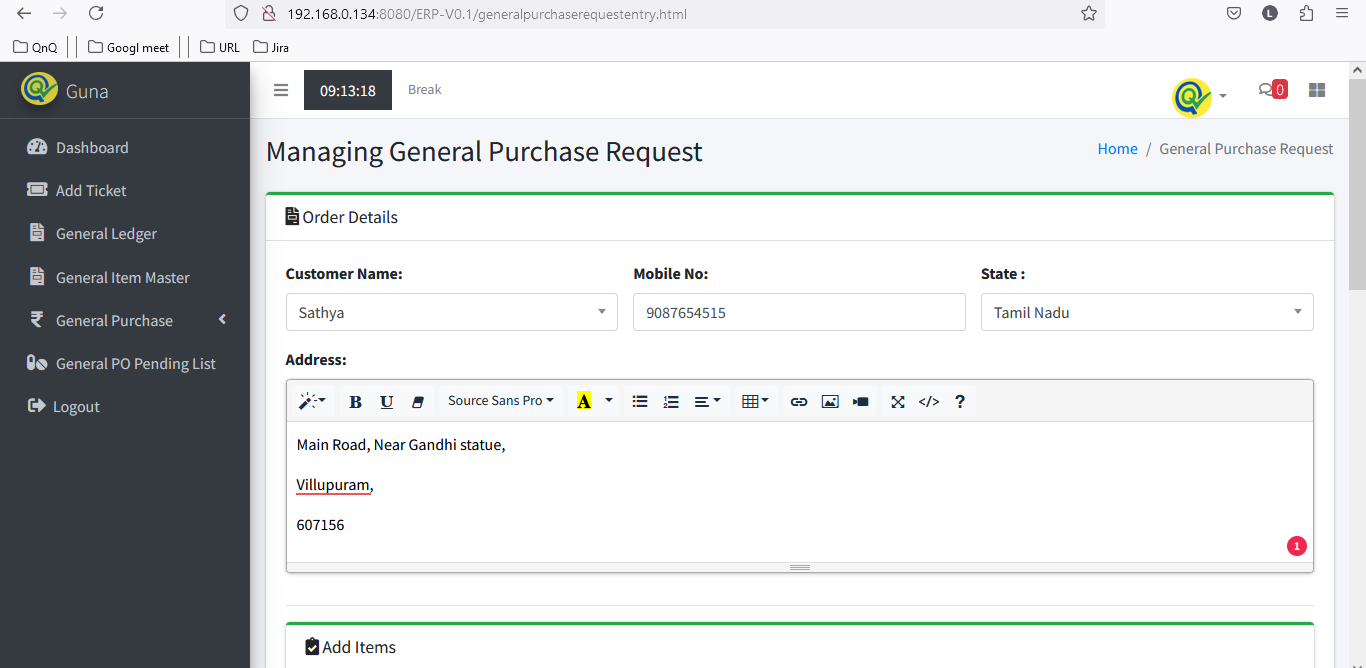 192.168.0.134:8080/ERP-V0.1/generalpurchaserequestentry.html
L
QnQ
Googl meet
URL
Jira
Guna
09:13:18
Break
0
Dashboard
Add Ticket
General Ledger
General Item Master
General Purchase
General PO Pending List
Logout
Managing General Purchase Request
Home / General Purchase Request
Order Details
Customer Name:
Mobile No:
State :
Sathya
9087654515
Tamil Nadu
Address:
B U Source Sans Pro A </> ?
Main Road, Near Gandhi statue,
Villupuram,
607156
1
Add Items